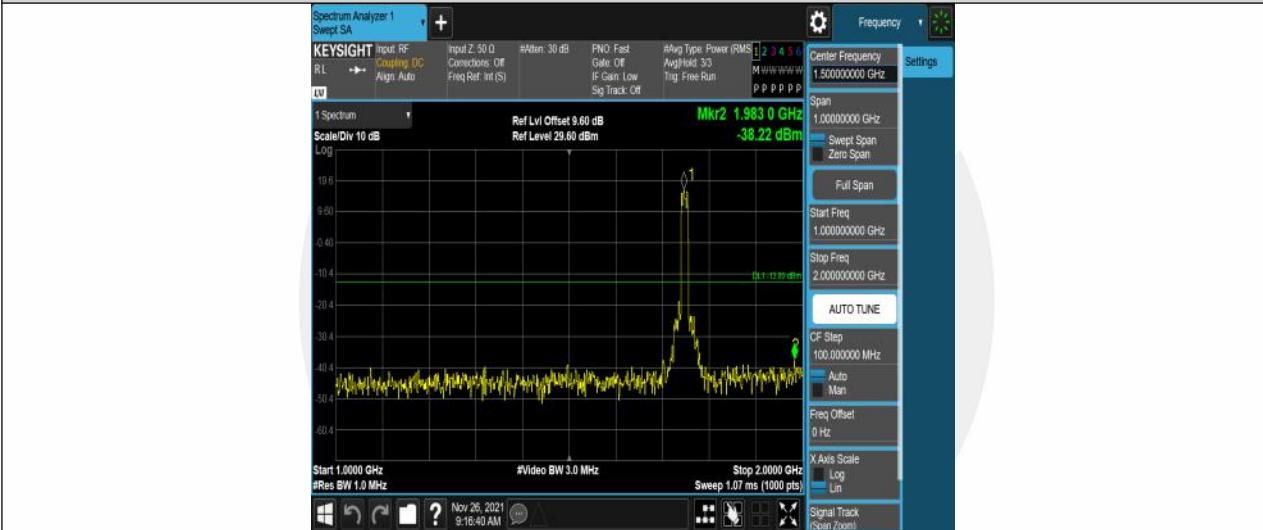 Spectrum Analyzer 1
Swept SA
+
Frequency
KEYSIGHT
RL
LV
Input: RF
Coupling: DC
Align: Auto
Input Z: 50 Ω
Corrections: Off
Freq Ref: Int (S)
#Atten: 30 dB
PNO: Fast
Gate: Off
IF Gain: Low
Sig Track: Off
#Avg Type: Power (RMS
Avg|Hold: 3/3
Trig: Free Run
1 2 3 4 5 6
M W W W W W
P P P P P P
1 Spectrum
Scale/Div 10 dB
Log
Ref Lvl Offset 9.60 dB
Ref Level 29.60 dBm
Mkr2 1.983 0 GHz
-38.22 dBm
1
19.6
9.60
-0.40
-10.4
DL1 -13.00 dBm
-20.4
-30.4
2
-40.4
-50.4
-60.4
Start 1.0000 GHz
#Res BW 1.0 MHz
#Video BW 3.0 MHz
Stop 2.0000 GHz
Sweep 1.07 ms (1000 pts)
Center Frequency
1.500000000 GHz
Settings
Span
1.00000000 GHz
Swept Span
Zero Span
Full Span
Start Freq
1.000000000 GHz
Stop Freq
2.000000000 GHz
AUTO TUNE
CF Step
100.000000 MHz
Auto
Man
Freq Offset
0 Hz
X Axis Scale
Log
Lin
Signal Track
(Span Zoom)
?
Nov 26, 2021
9:16:40 AM